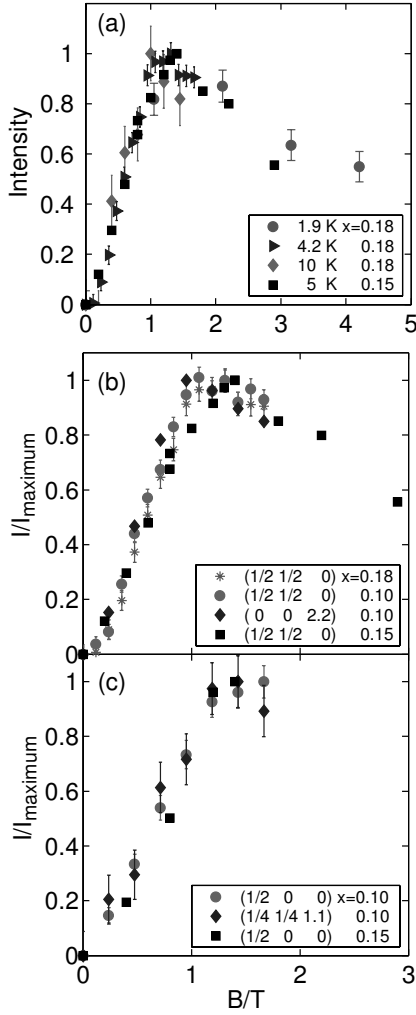 (a)
Intensity
1
0.8
0.6
0.4
0.2
0
0 1 2 3 4 5
1.9 K x=0.18
4.2 K 0.18
10 K 0.18
5 K 0.15
(b)
I/Imaximum
1
0.8
0.6
0.4
0.2
0
(1/2 1/2 0) x=0.18
(1/2 1/2 0) 0.10
( 0 0 2.2) 0.10
(1/2 1/2 0) 0.15
(c)
I/Imaximum
1
0.8
0.6
0.4
0.2
0
(1/2 0 0) x=0.10
(1/4 1/4 1.1) 0.10
(1/2 0 0) 0.15
0 1 2 3
B/T